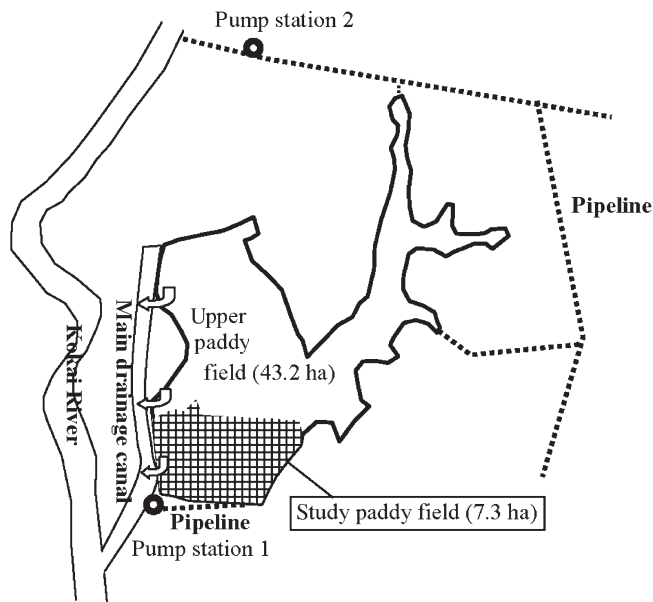 Pump station 2
Pipeline
Upper
paddy
field (43.2 ha)
Main drainage canal
Kokai River
Study paddy field (7.3 ha)
Pipeline
Pump station 1